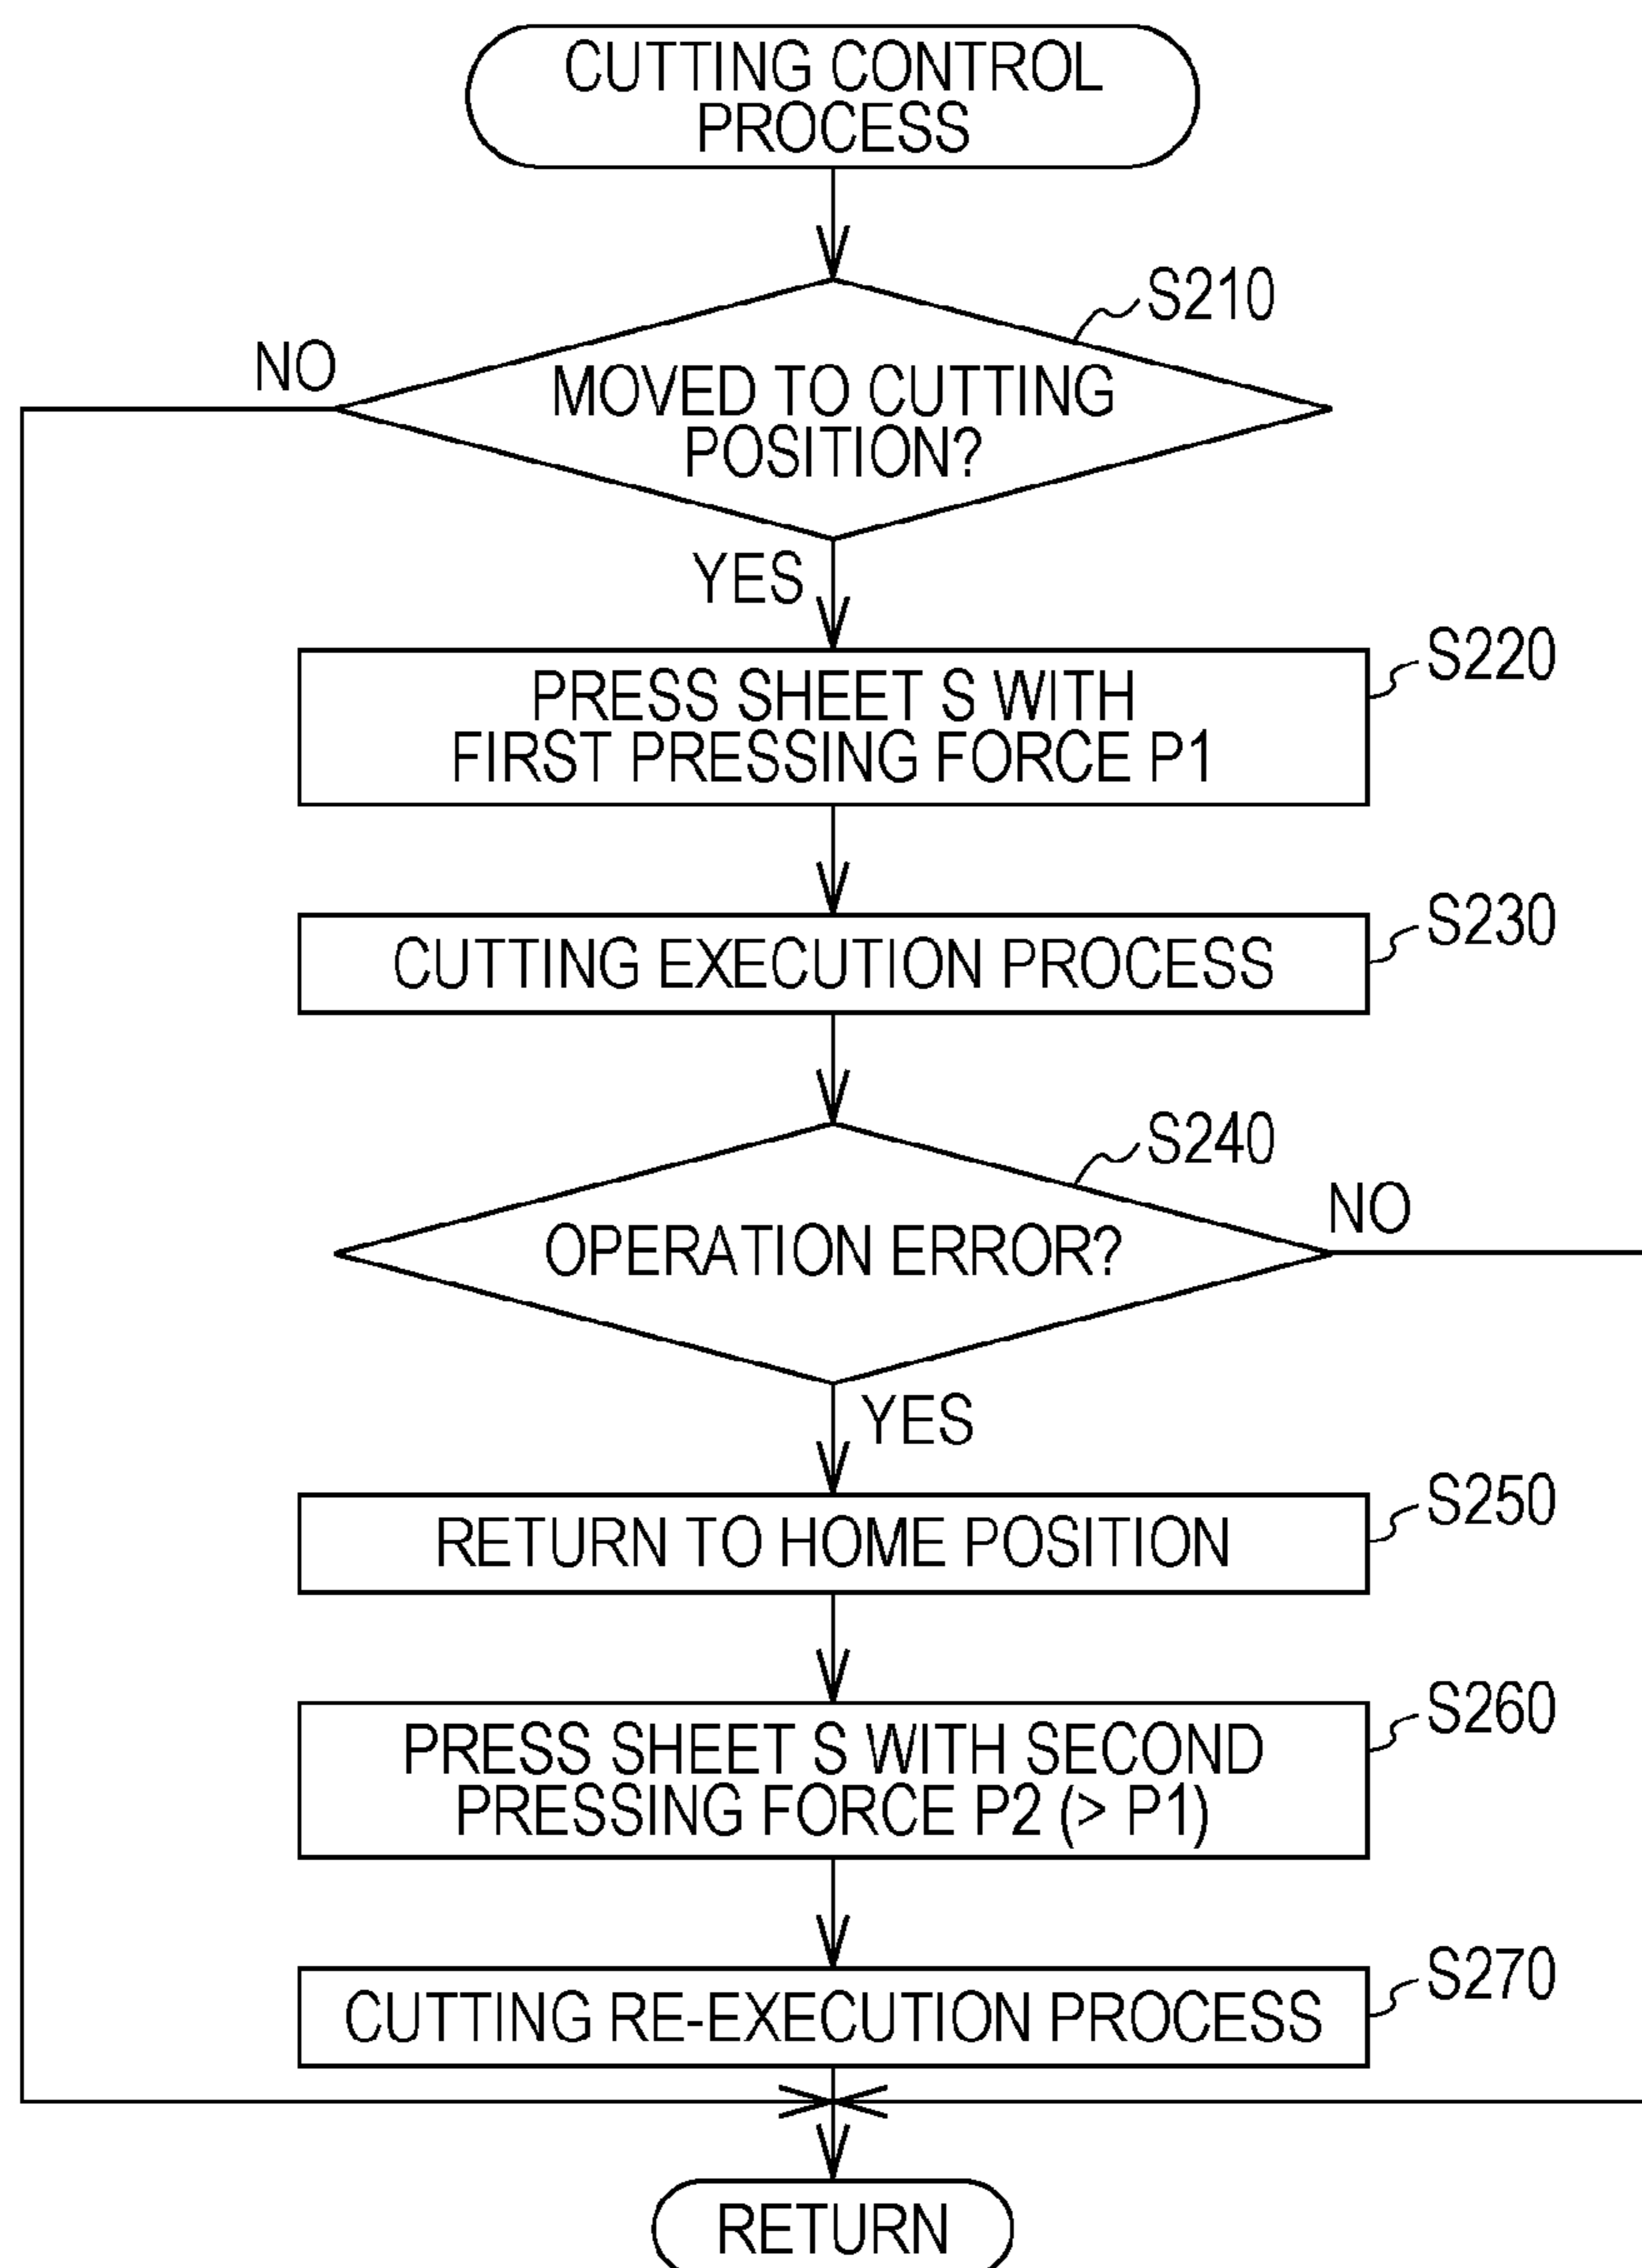 CUTTING CONTROL
PROCESS
S210
NO
MOVED TO CUTTING
POSITION?
YES
S220
PRESS SHEET S WITH
FIRST PRESSING FORCE P1
S230
CUTTING EXECUTION PROCESS
S240
NO
OPERATION ERROR?
YES
S250
RETURN TO HOME POSITION
S260
PRESS SHEET S WITH SECOND
PRESSING FORCE P2 (> P1)
S270
CUTTING RE-EXECUTION PROCESS
RETURN